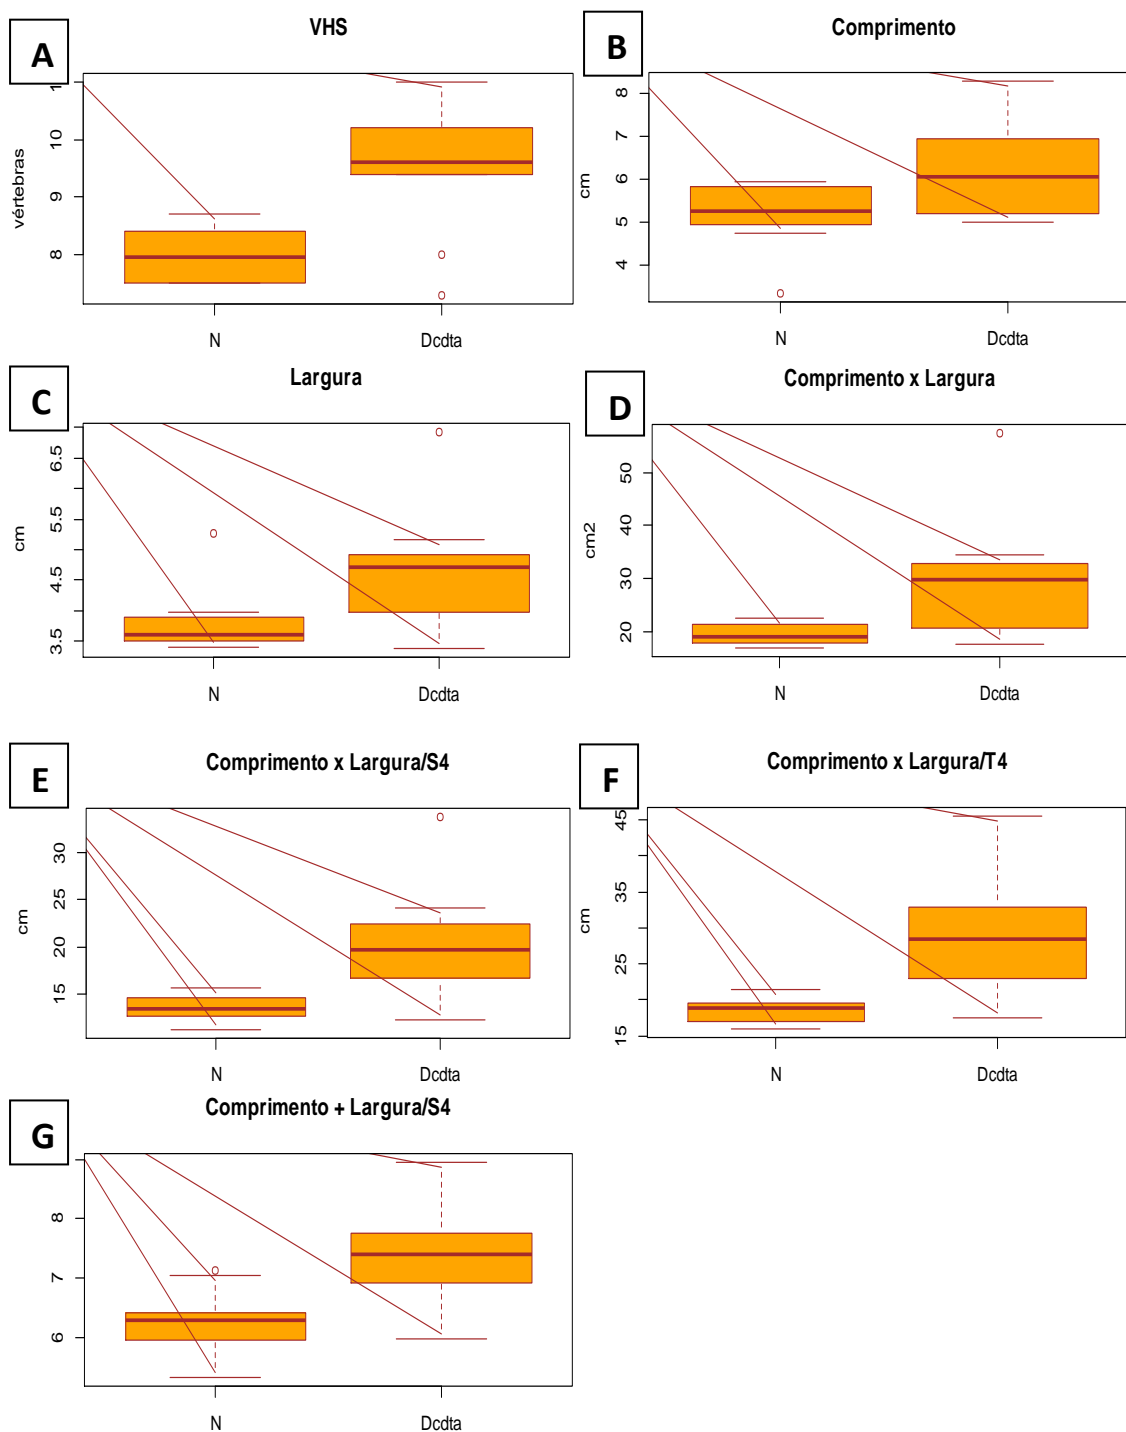 A
VHS
vértebras
1
10
9
8
N
Dcdta
B
Comprimento
cm
8
7
6
5
4
N
Dcdta
C
Largura
cm
6.5
5.5
4.5
3.5
N
Dcdta
D
Comprimento x Largura
cm2
50
40
30
20
N
Dcdta
E
Comprimento x Largura/S4
cm
30
25
20
15
N
Dcdta
F
Comprimento x Largura/T4
cm
45
35
25
15
N
Dcdta
G
Comprimento + Largura/S4
8
7
6
N
Dcdta